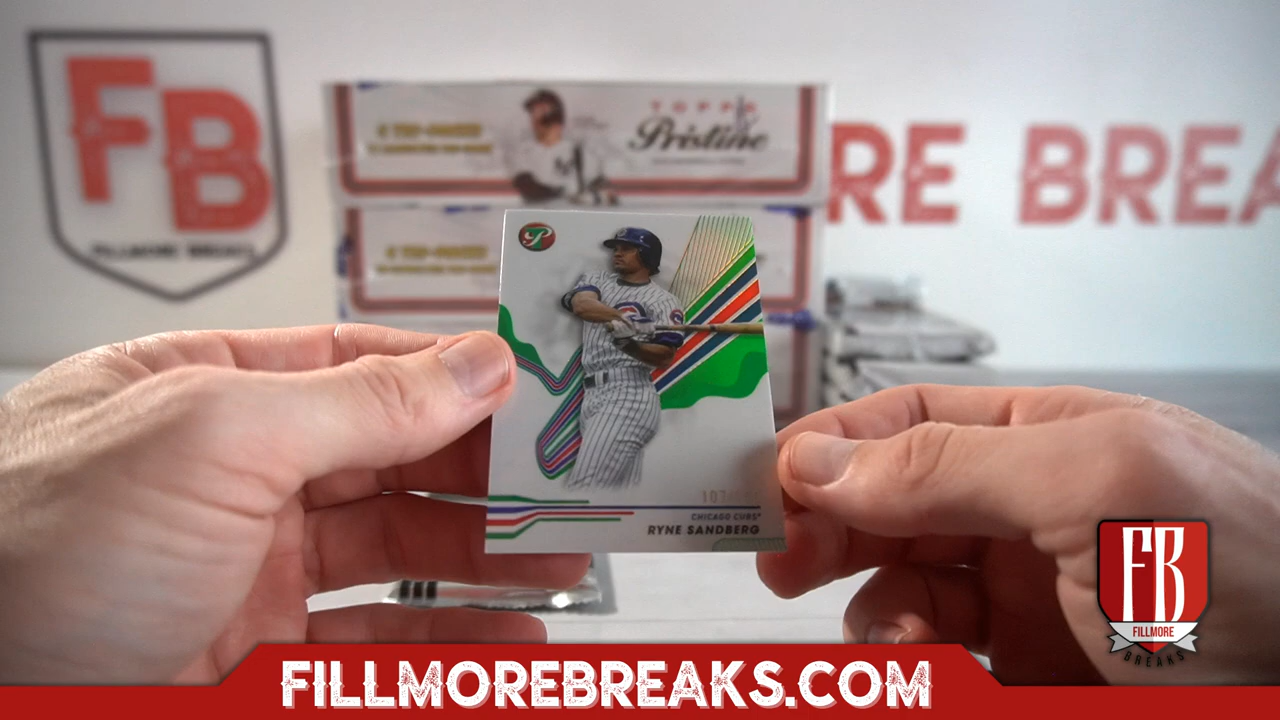 FB
FILLMORE BREAKS
TOPPS
Pristine
RE BREA
P
CHICAGO CUBS
RYNE SANDBERG
FB
FILLMORE
BREAKS
FILLMOREBREAKS.COM